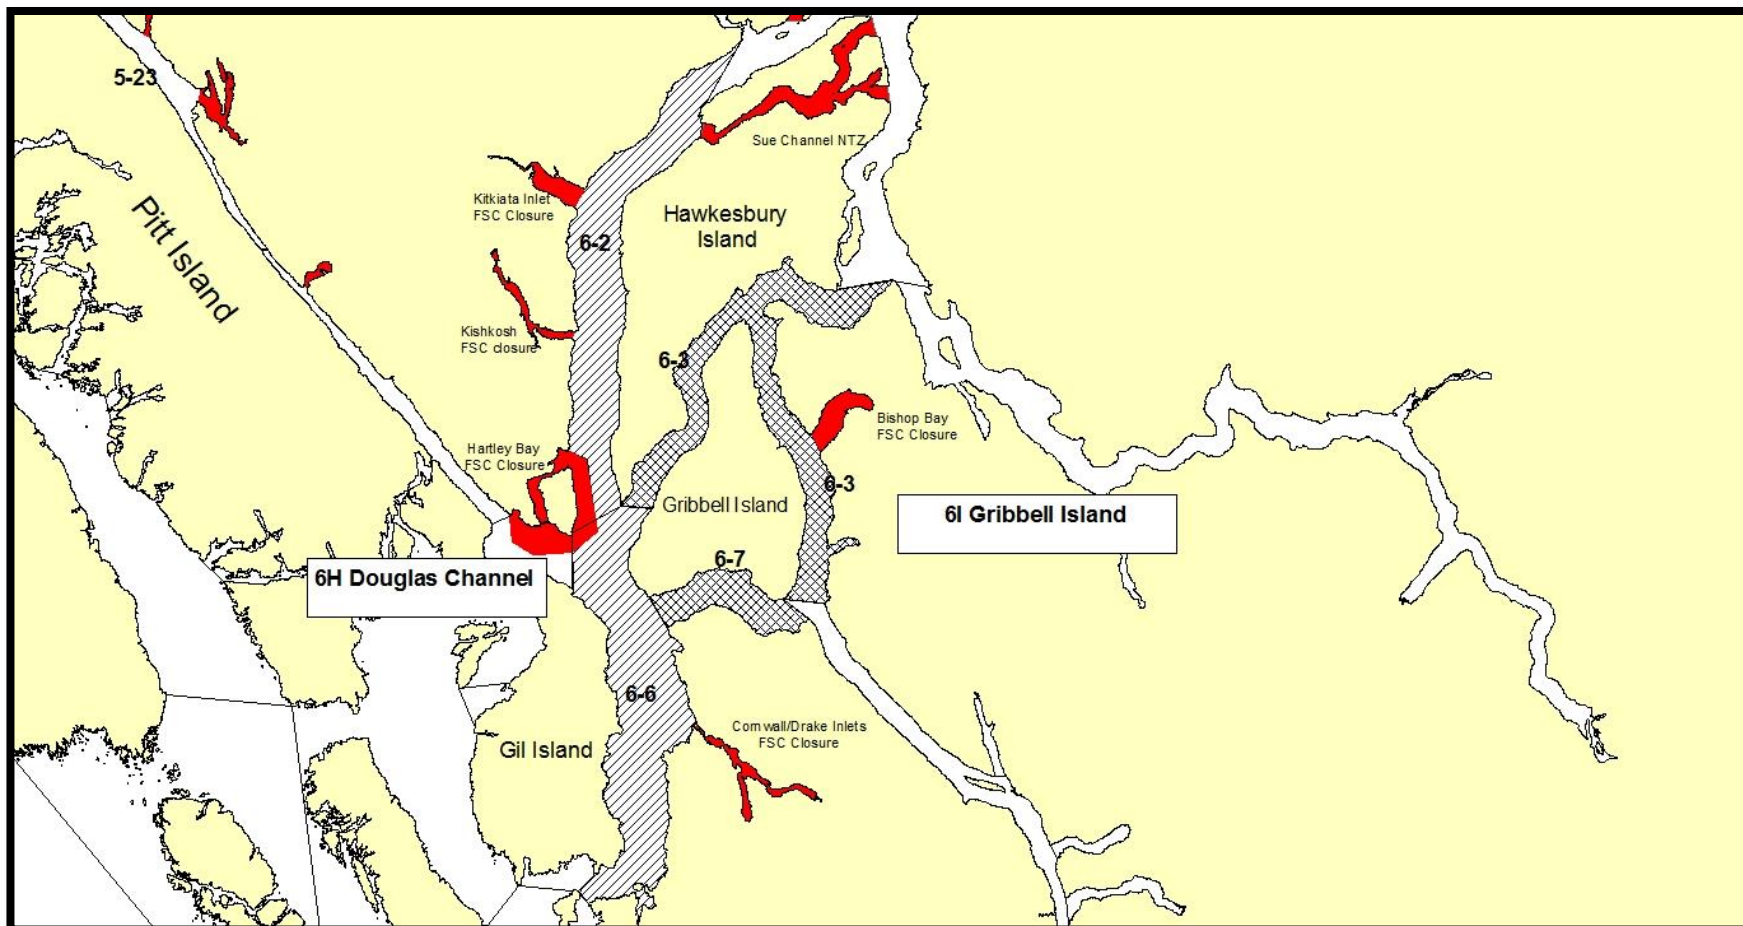 5-23
Sue Channel NTZ
Pitt Island
Kitkiata Inlet
FSC Closure
Hawkesbury
Island
6-2
Kishkosh
FSC closure
6-3
Bishop Bay
FSC Closure
Hartley Bay
FSC Closure
6-3
Gribbell Island
6I Gribbell Island
6-7
6H Douglas Channel
6-6
Cornwall/Drake Inlets
FSC Closure
Gil Island